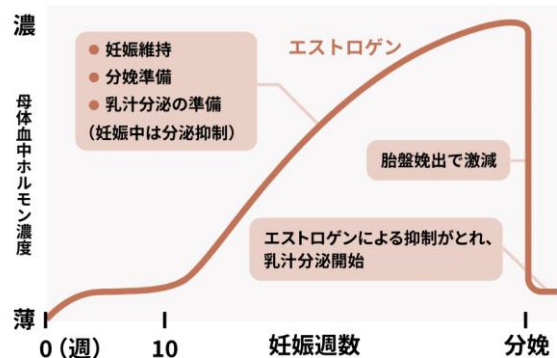 濃
母体血中ホルモン濃度
薄
エストロゲン
● 妊娠維持
● 分娩準備
● 乳汁分泌の準備
（妊娠中は分泌抑制）
胎盤娩出で激減
エストロゲンによる抑制がとれ、
乳汁分泌開始
0（週） 10 妊娠週数 分娩